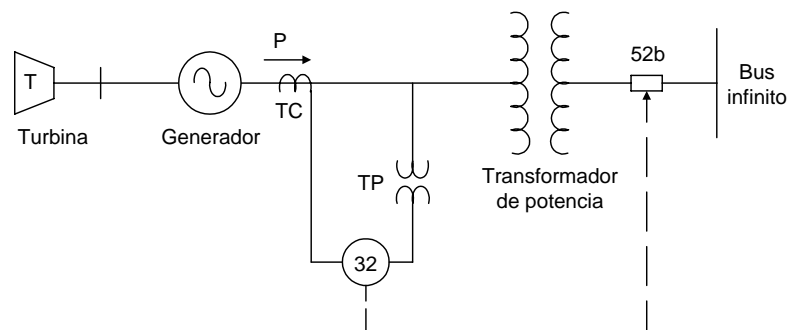 P
52b
T
TC
Bus
infinito
Turbina
Generador
TP
Transformador
de potencia
32